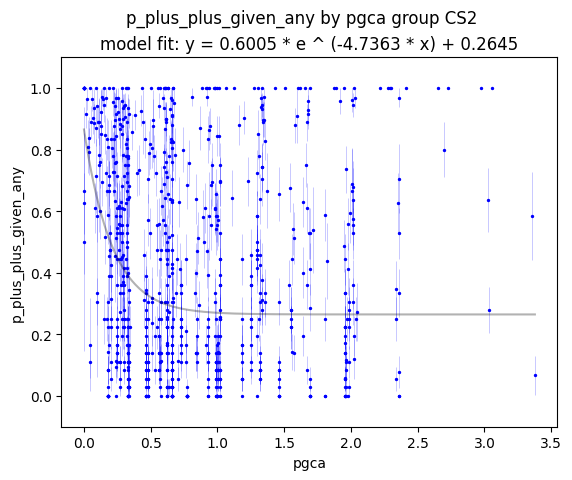 p_plus_plus_given_any by pgca group CS2
model fit: y = 0.6005 * e ^ (-4.7363 * x) + 0.2645
p_plus_plus_given_any
1.0
0.8
0.6
0.4
0.2
0.0
0.0 0.5 1.0 1.5 2.0 2.5 3.0 3.5
pgca